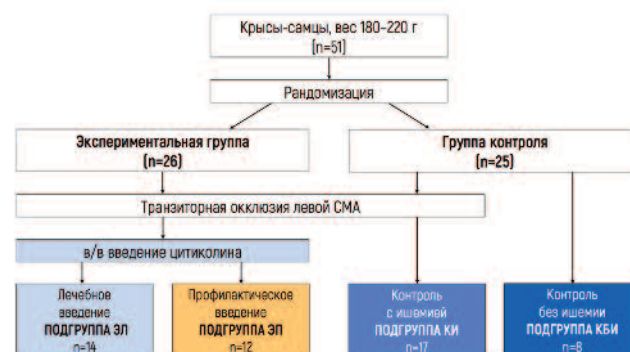 Крысы-самцы, вес 180–220 г
(n=51)
Рандомизация
Экспериментальная группа
(n=26)
Группа контроля
(n=25)
Транзиторная окклюзия левой СМА
в/в введение цитиколина
Лечебное
введение
ПОДГРУППА ЭЛ
n=14
Профилактическое
введение
ПОДГРУППА ЭП
n=12
Контроль
с ишемией
ПОДГРУППА КИ
n=17
Контроль
без ишемии
ПОДГРУППА КБИ
n=8